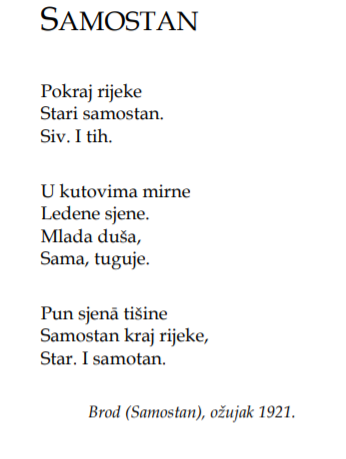 SAMOSTAN
Pokraj rijeke
Stari samostan.
Siv. I tih.
U kutovima mirne
Ledene sjene.
Mlada duša,
Sama, tuguje.
Pun sjenā tišine
Samostan kraj rijeke,
Star. I samotan.
Brod (Samostan), ožujak 1921.